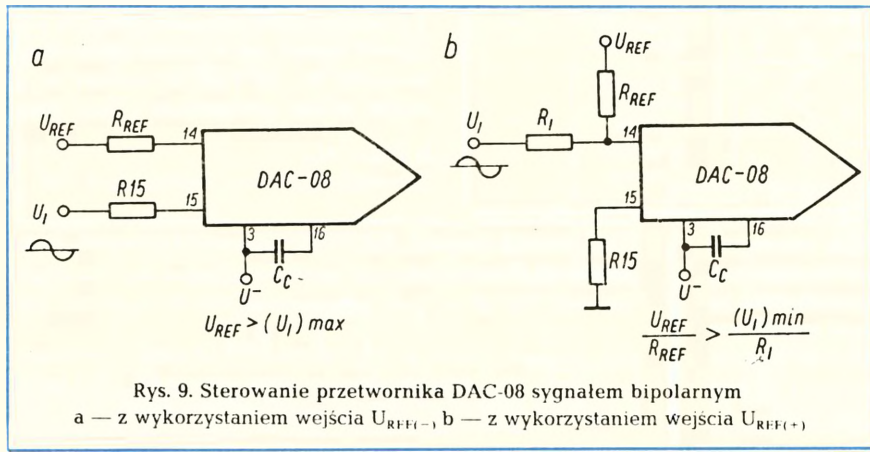 a
U_REF
R_REF
14
DAC-08
U_I
R15
15
3
16
C_C
U⁻
U_REF > (U_I) max
b
U_REF
R_REF
U_I
R_I
14
DAC-08
15
R15
3
16
C_C
U⁻
U_REF / R_REF > (U_I) min / R_I
Rys. 9. Sterowanie przetwornika DAC-08 sygnałem bipolarnym
a — z wykorzystaniem wejścia U_REF(−), b — z wykorzystaniem wejścia U_REF(+)